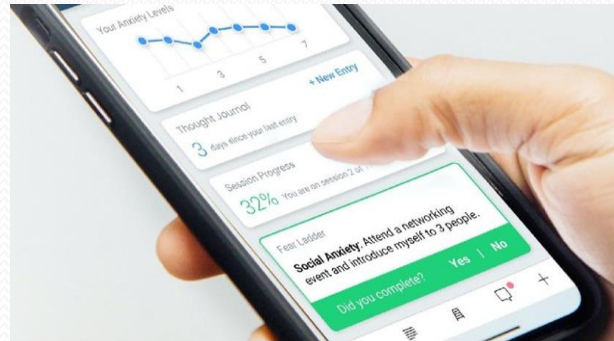 Your Anxiety Levels
1 3 5 7
Thought Journal
+ New Entry
3 days since your last entry
Session Progress
32% You are on session 2 of
Fear Ladder
Social Anxiety: Attend a networking
event and introduce myself to 3 people.
Did you complete? Yes | No